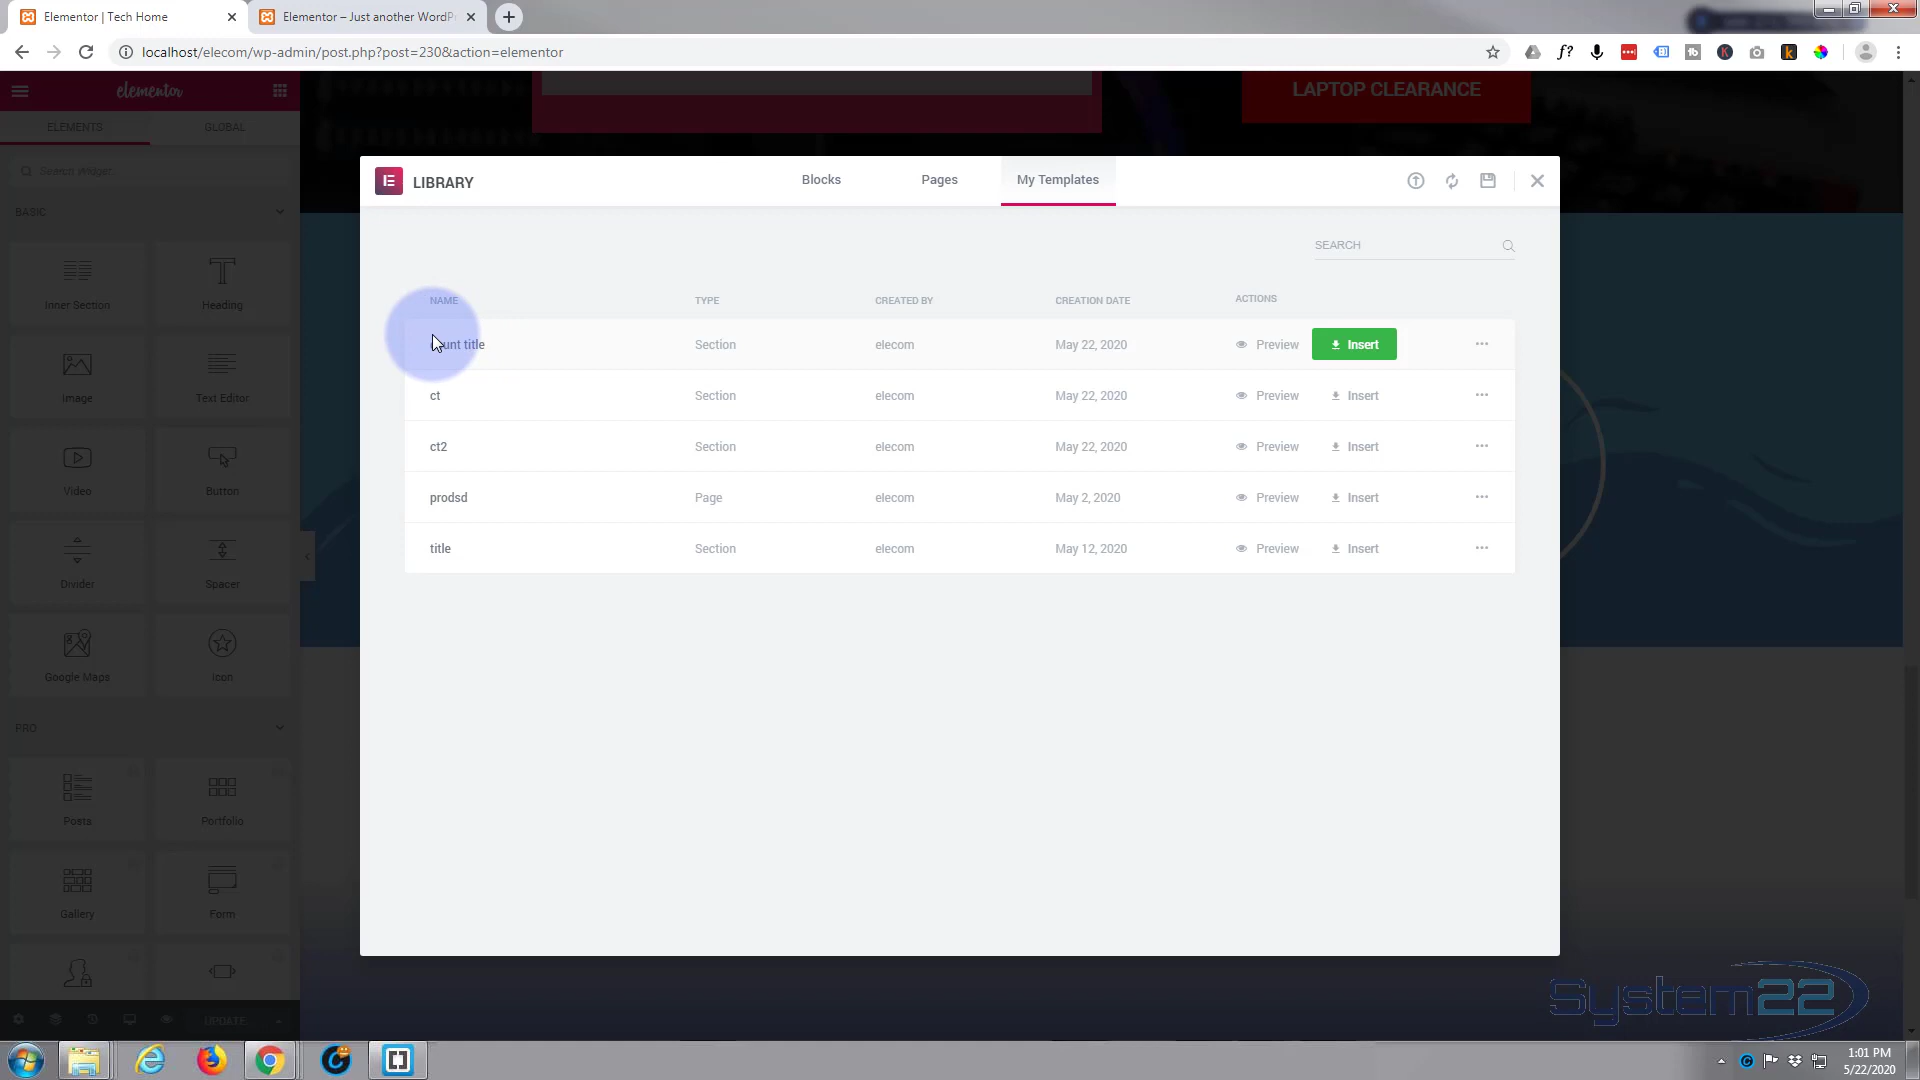 Elementor | Tech Home
Elementor – Just another WordP
localhost/elecom/wp-admin/post.php?post=230&action=elementor
elementor
ELEMENTS GLOBAL
Search Widget...
BASIC
Inner Section Heading
Image Text Editor
Video Button
Divider Spacer
Google Maps Icon
PRO
Posts Portfolio
Gallery Form
UPDATE
LAPTOP CLEARANCE
LIBRARY
Blocks Pages My Templates
SEARCH
NAME TYPE CREATED BY CREATION DATE ACTIONS
count title Section elecom May 22, 2020 Preview Insert
ct Section elecom May 22, 2020 Preview Insert
ct2 Section elecom May 22, 2020 Preview Insert
prodsd Page elecom May 2, 2020 Preview Insert
title Section elecom May 12, 2020 Preview Insert
System22
1:01 PM
5/22/2020